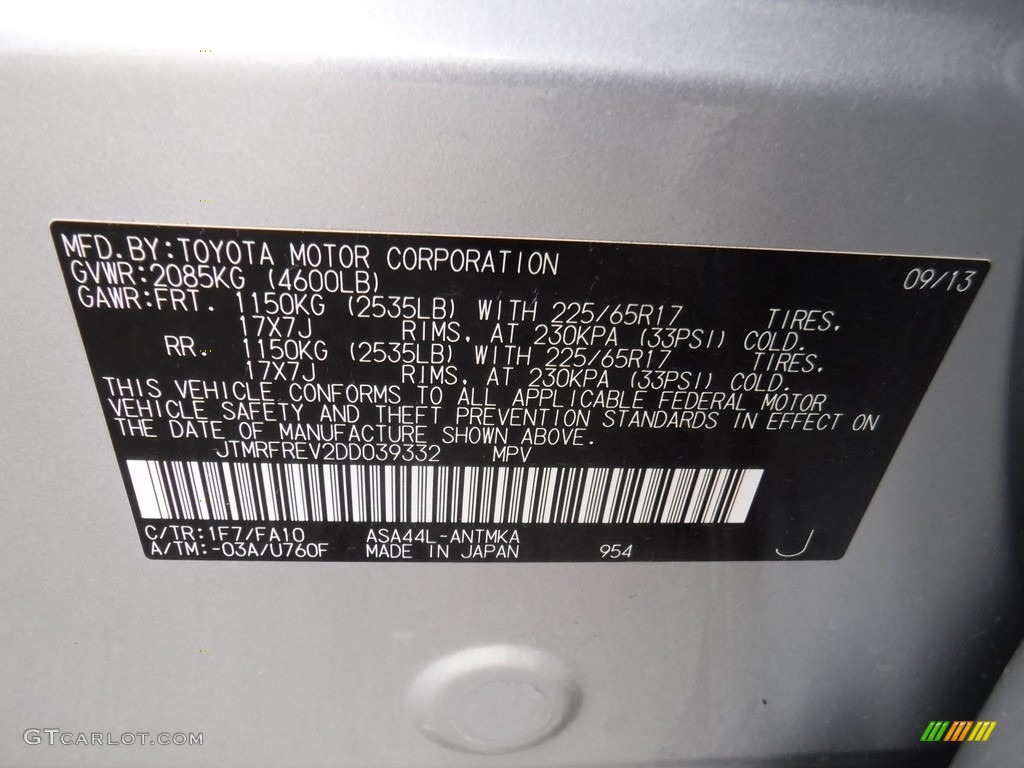 MFD.BY:TOYOTA MOTOR CORPORATION 09/13
GVWR:2085KG (4600LB)
GAWR:FRT. 1150KG (2535LB) WITH 225/65R17 TIRES.
17X7J RIMS, AT 230KPA (33PSI) COLD.
RR. 1150KG (2535LB) WITH 225/65R17 TIRES.
17X7J RIMS, AT 230KPA (33PSI) COLD.
THIS VEHICLE CONFORMS TO ALL APPLICABLE FEDERAL MOTOR
VEHICLE SAFETY AND THEFT PREVENTION STANDARDS IN EFFECT ON
THE DATE OF MANUFACTURE SHOWN ABOVE.
JTMRFREV2DD039332 MPV
C/TR:1F7/FA10 ASA44L-ANTMKA
A/TM:-03A/U760F MADE IN JAPAN 954 J
GTCARLOT.COM